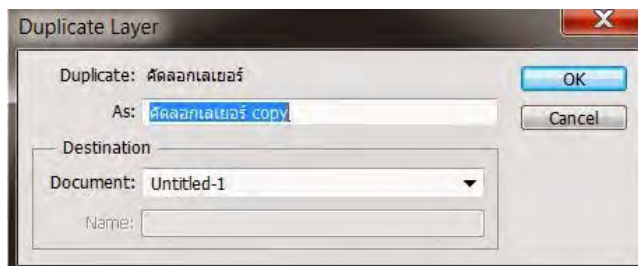 Duplicate Layer
X
Duplicate: คัดลอกเลเยอร์
OK
As: คัดลอกเลเยอร์ copy
Cancel
Destination
Document: Untitled-1
Name: